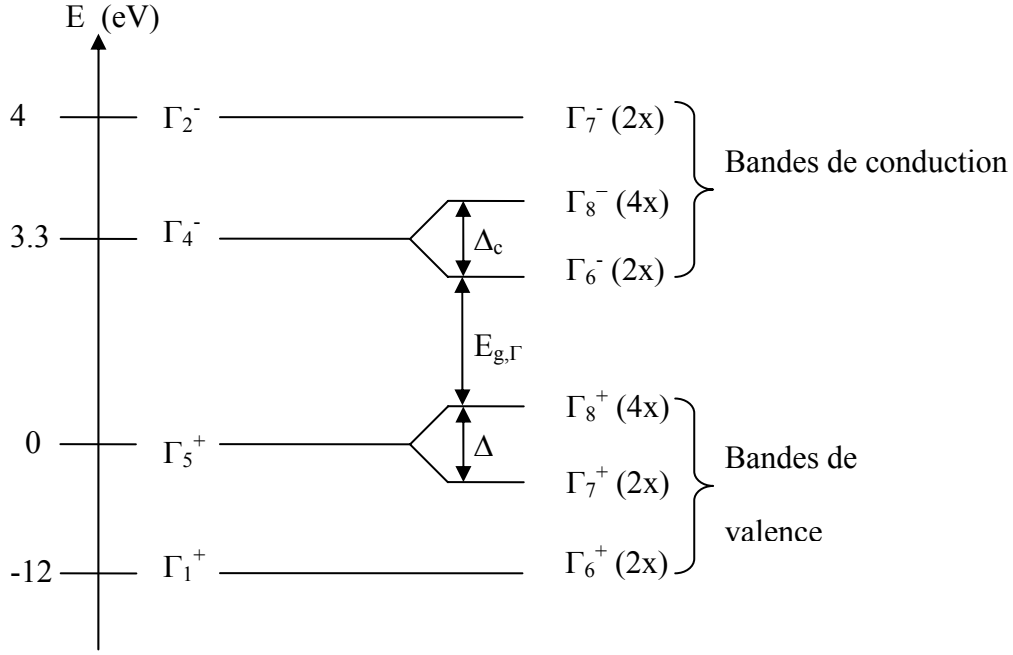 E (eV)
4 Γ₂⁻ Γ₇⁻ (2x)
Bandes de conduction
Γ₈⁻ (4x)
3.3 Γ₄⁻ Δc
Γ₆⁻ (2x)
Eg,Γ
Γ₈⁺ (4x)
0 Γ₅⁺ Δ Bandes de
Γ₇⁺ (2x)
valence
-12 Γ₁⁺ Γ₆⁺ (2x)